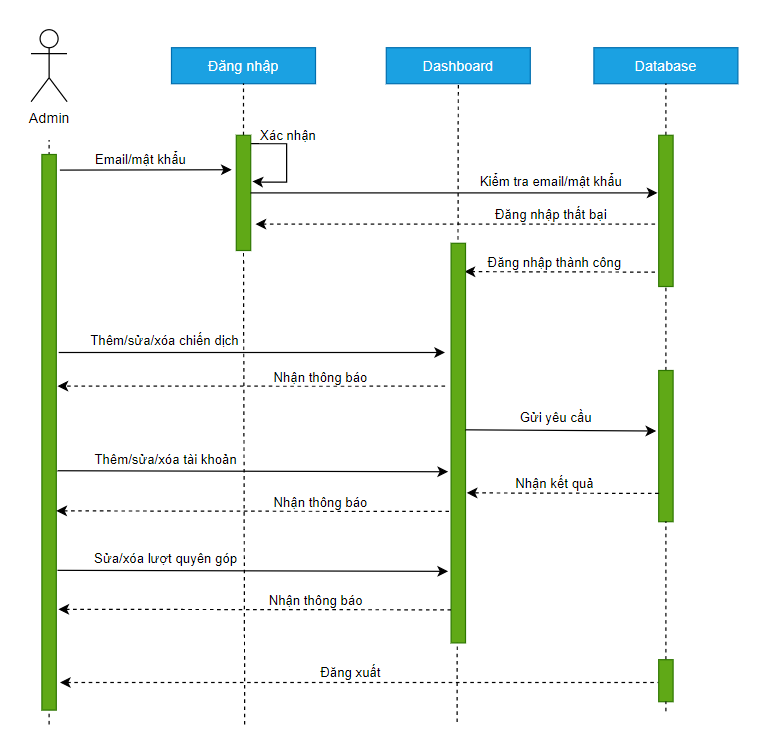 Đăng nhập
Dashboard
Database
Admin
Xác nhận
Email/mật khẩu
Kiểm tra email/mật khẩu
Đăng nhập thất bại
Đăng nhập thành công
Thêm/sửa/xóa chiến dịch
Nhận thông báo
Gửi yêu cầu
Thêm/sửa/xóa tài khoản
Nhận kết quả
Nhận thông báo
Sửa/xóa lượt quyên góp
Nhận thông báo
Đăng xuất